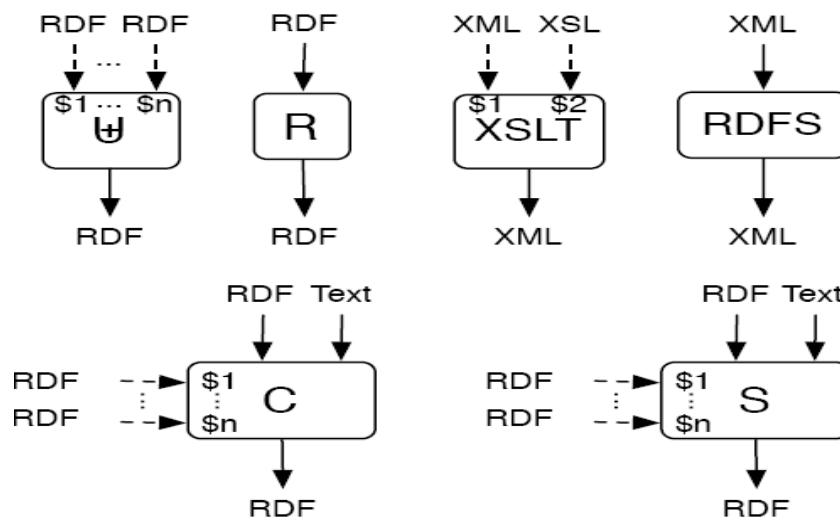 RDF RDF XSL XML RDF XML
... 
$1 ... $n R $1 $2 RDFS
⊎ XSLT
RDF RDF XML XML
RDF Text RDF Text
RDF $1 C RDF $1 S
RDF $n RDF $n
RDF RDF